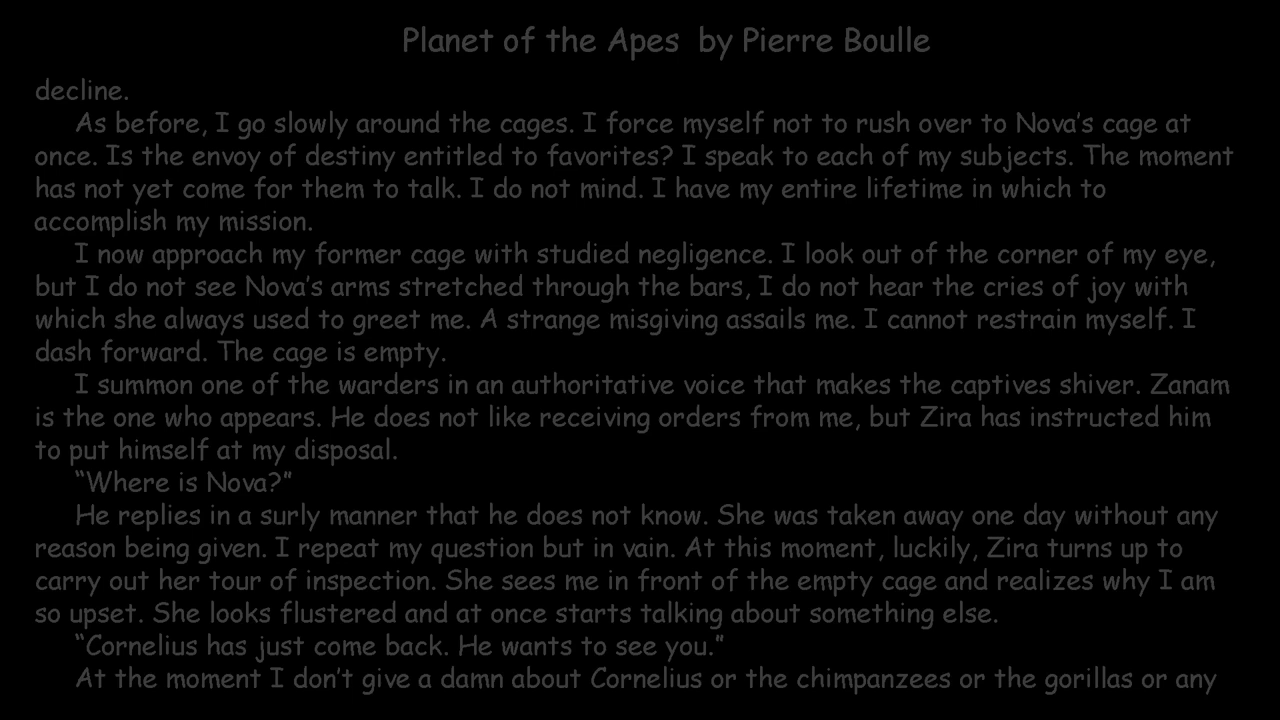 Planet of the Apes  by Pierre Boulle
decline.
As before, I go slowly around the cages. I force myself not to rush over to Nova’s cage at
once. Is the envoy of destiny entitled to favorites? I speak to each of my subjects. The moment
has not yet come for them to talk. I do not mind. I have my entire lifetime in which to
accomplish my mission.
I now approach my former cage with studied negligence. I look out of the corner of my eye,
but I do not see Nova’s arms stretched through the bars, I do not hear the cries of joy with
which she always used to greet me. A strange misgiving assails me. I cannot restrain myself. I
dash forward. The cage is empty.
I summon one of the warders in an authoritative voice that makes the captives shiver. Zanam
is the one who appears. He does not like receiving orders from me, but Zira has instructed him
to put himself at my disposal.
“Where is Nova?”
He replies in a surly manner that he does not know. She was taken away one day without any
reason being given. I repeat my question but in vain. At this moment, luckily, Zira turns up to
carry out her tour of inspection. She sees me in front of the empty cage and realizes why I am
so upset. She looks flustered and at once starts talking about something else.
“Cornelius has just come back. He wants to see you.”
At the moment I don’t give a damn about Cornelius or the chimpanzees or the gorillas or any